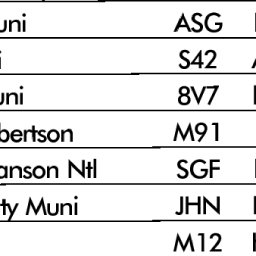 uni ASG
i S42
uni 8V7
bertson M91
anson Ntl SGF
ty Muni JHN
M12